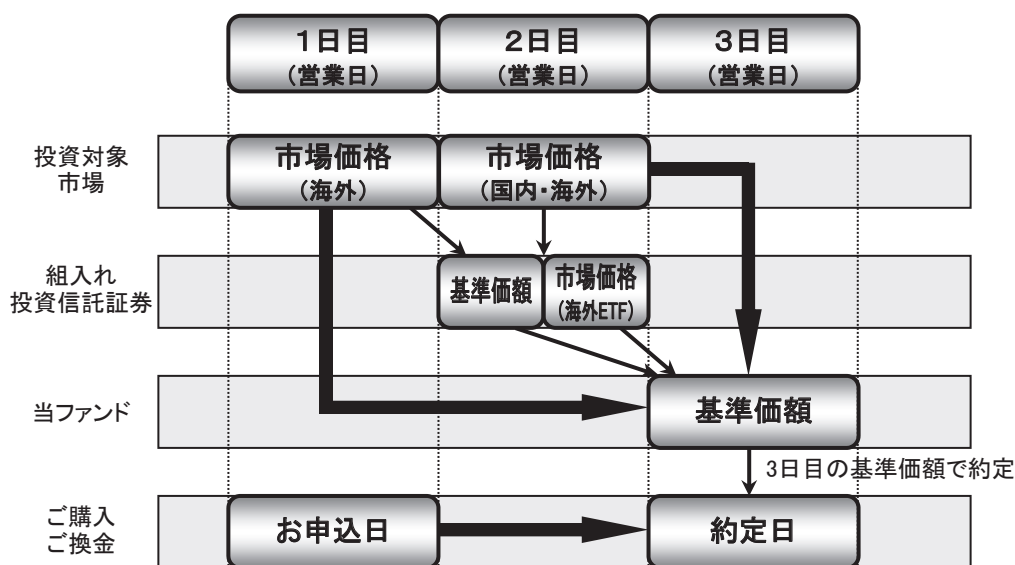 1日目
（営業日）
2日目
（営業日）
3日目
（営業日）
投資対象
市場
市場価格
（海外）
市場価格
（国内・海外）
組入れ
投資信託証券
基準価額
市場価格
（海外ETF）
当ファンド
基準価額
3日目の基準価額で約定
ご購入
ご換金
お申込日
約定日